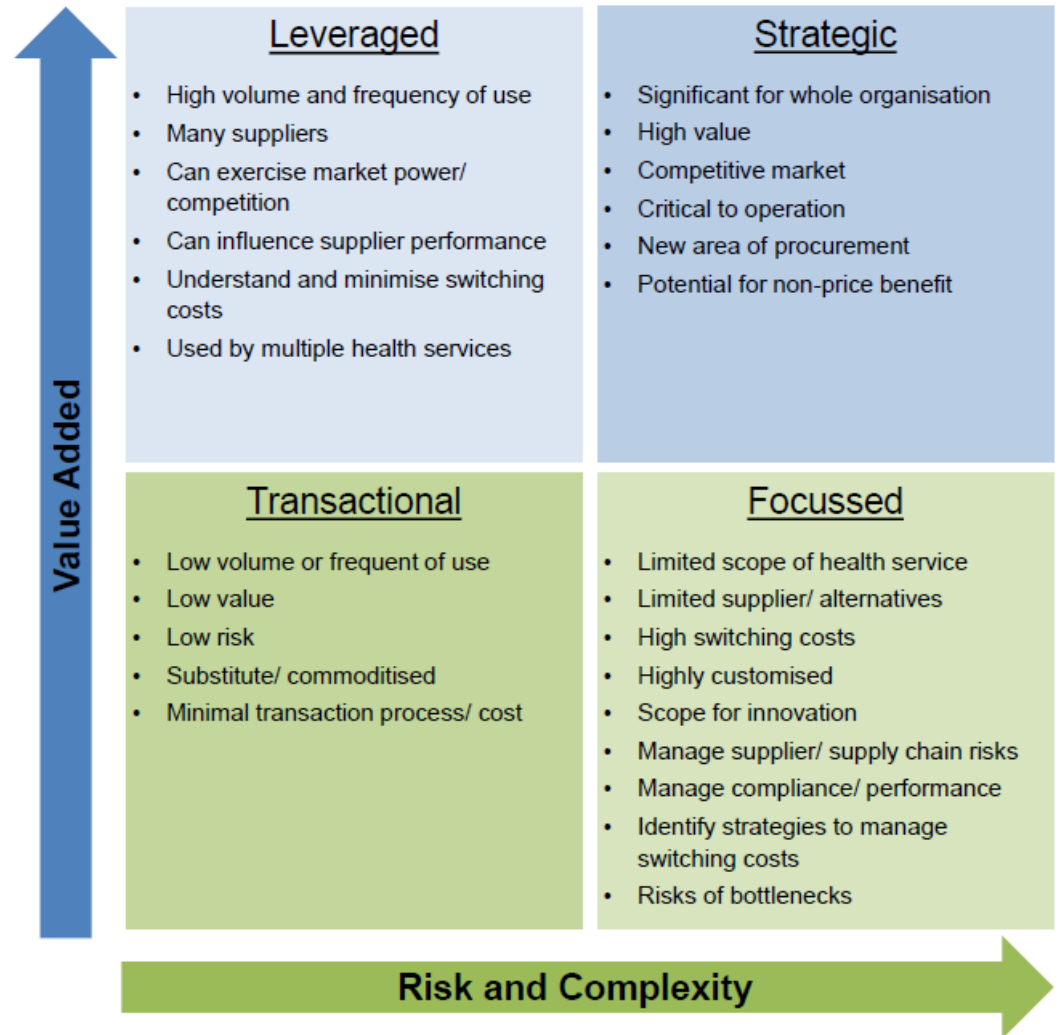 Leveraged
• High volume and frequency of use
• Many suppliers
• Can exercise market power/
competition
• Can influence supplier performance
• Understand and minimise switching
costs
• Used by multiple health services
Strategic
• Significant for whole organisation
• High value
• Competitive market
• Critical to operation
• New area of procurement
• Potential for non-price benefit
Value Added
Transactional
• Low volume or frequent of use
• Low value
• Low risk
• Substitute/ commoditised
• Minimal transaction process/ cost
Focussed
• Limited scope of health service
• Limited supplier/ alternatives
• High switching costs
• Highly customised
• Scope for innovation
• Manage supplier/ supply chain risks
• Manage compliance/ performance
• Identify strategies to manage
switching costs
• Risks of bottlenecks
Risk and Complexity